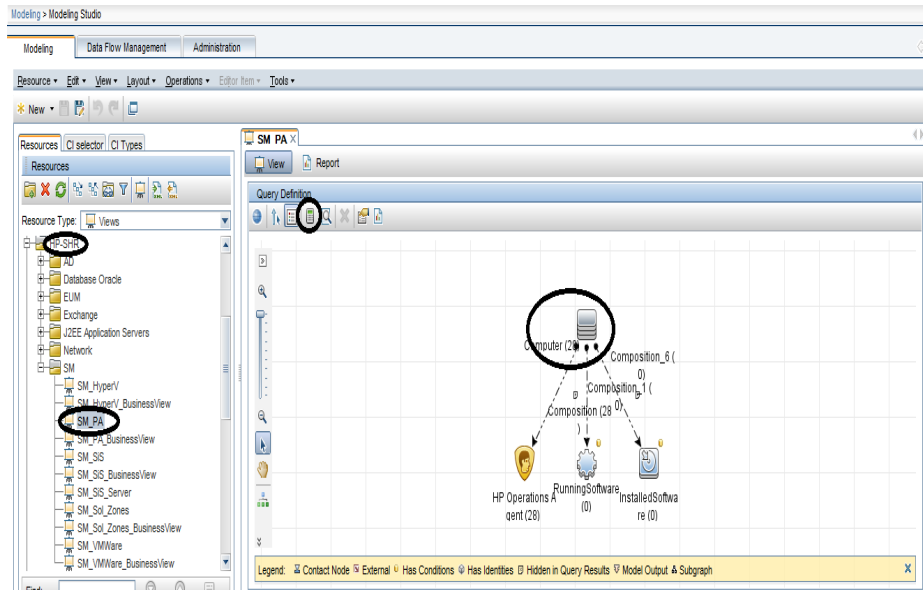 Modeling > Modeling Studio
Modeling Data Flow Management Administration
Resource Edit View Layout Operations Editor Item Tools
New
Resources CI selector CI Types
Resources
Resource Type: Views
HP-SHR
AD
Database Oracle
EUM
Exchange
J2EE Application Servers
Network
SM
SM_HyperV
SM_HyperV_BusinessView
SM_PA
SM_PA_BusinessView
SM_SiS
SM_SiS_BusinessView
SM_SiS_Server
SM_Sol_Zones
SM_Sol_Zones_BusinessView
SM_VMWare
SM_VMWare_BusinessView
Find:
SM PA X
View Report
Query Definition
Computer (28)
Composition_6 (
0)
Composition_1 (
0)
Composition (28
)
HP Operations A
gent (28)
RunningSoftware
(0)
InstalledSoftwa
re (0)
Legend: Contact Node External Has Conditions Has Identities Hidden in Query Results Model Output Subgraph X